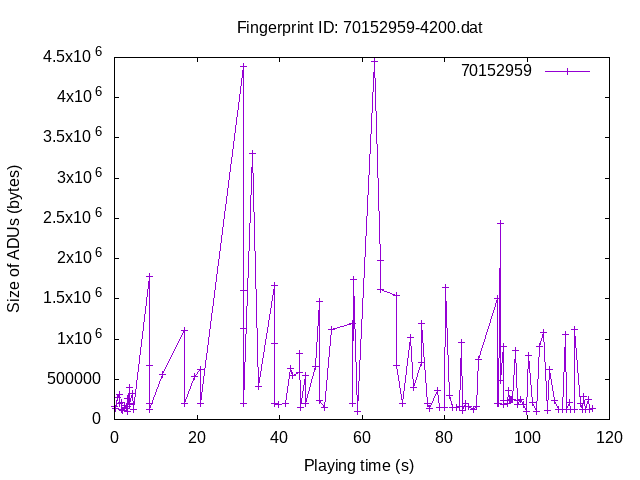 Fingerprint ID: 70152959-4200.dat
4.5x10^6
70152959
4x10^6
3.5x10^6
3x10^6
2.5x10^6
2x10^6
1.5x10^6
1x10^6
500000
0
Size of ADUs (bytes)
0 20 40 60 80 100 120
Playing time (s)